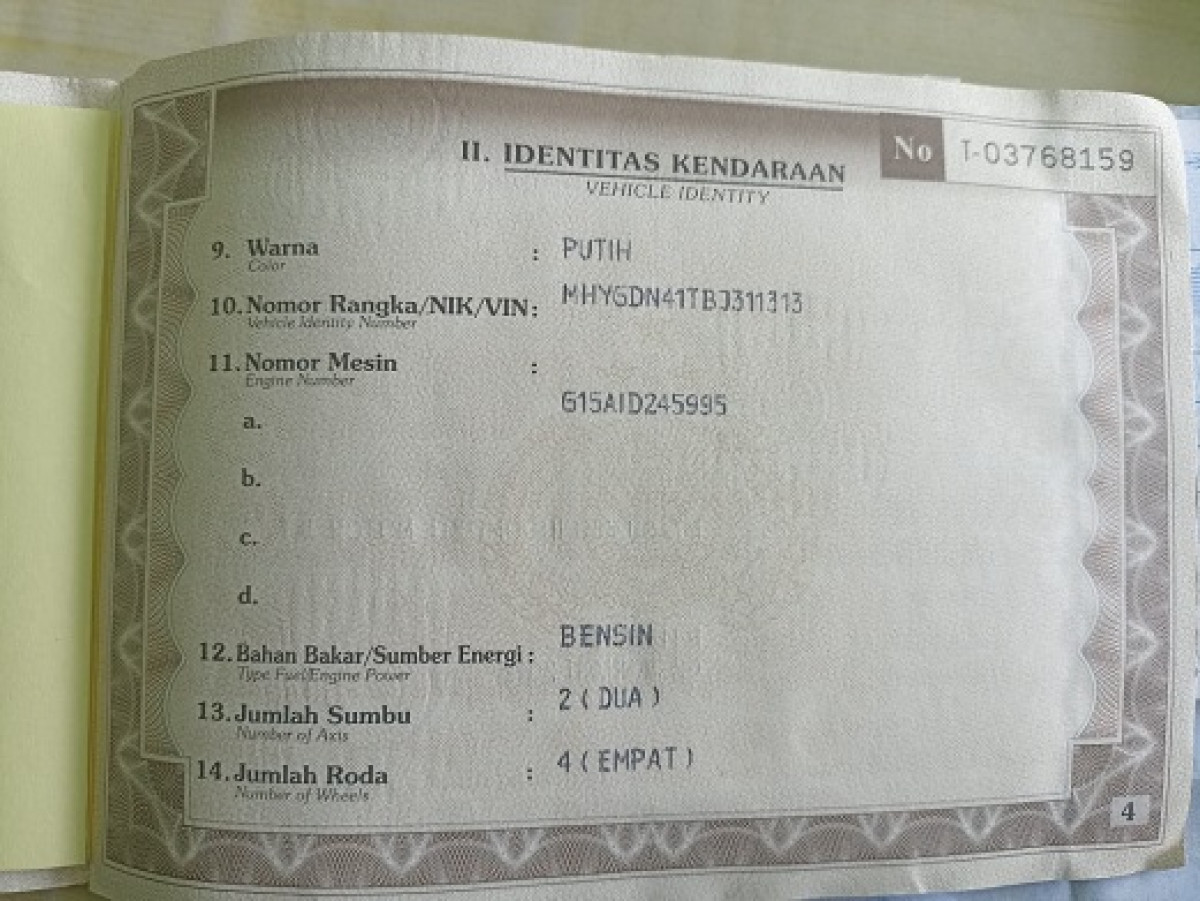 II. IDENTITAS KENDARAAN
VEHICLE IDENTITY
No T-03768159
9. Warna : PUTIH
Color
10. Nomor Rangka/NIK/VIN: MHYGDN41TBJ311313
Vehicle Identity Number
11. Nomor Mesin :
Engine Number
G15AID245995
a.
b.
c.
d.
12. Bahan Bakar/Sumber Energi : BENSIN
Type Fuel/Engine Power
13. Jumlah Sumbu : 2 ( DUA )
Number of Axis
14. Jumlah Roda : 4 ( EMPAT )
Number of Wheels
4